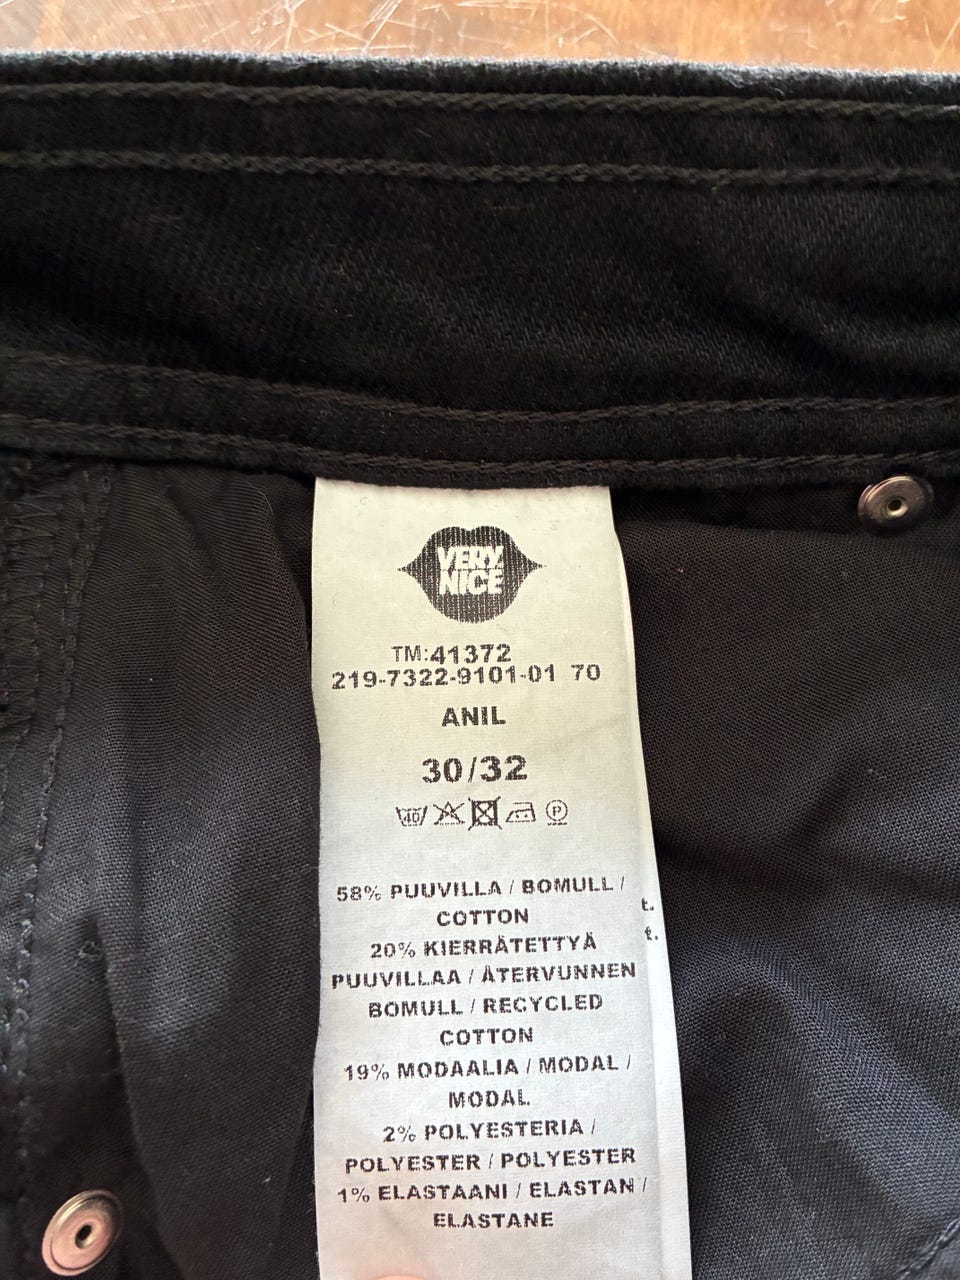 VERY
NICE
TM:41372
219-7322-9101-01 70
ANIL
30/32
40
P
58% PUUVILLA / BOMULL /
COTTON
20% KIERRÄTETTYÄ
PUUVILLAA / ÅTERVUNNEN
BOMULL / RECYCLED
COTTON
19% MODAALIA / MODAL /
MODAL
2% POLYESTERIA /
POLYESTER / POLYESTER
1% ELASTAANI / ELASTAN /
ELASTANE
t.
t.